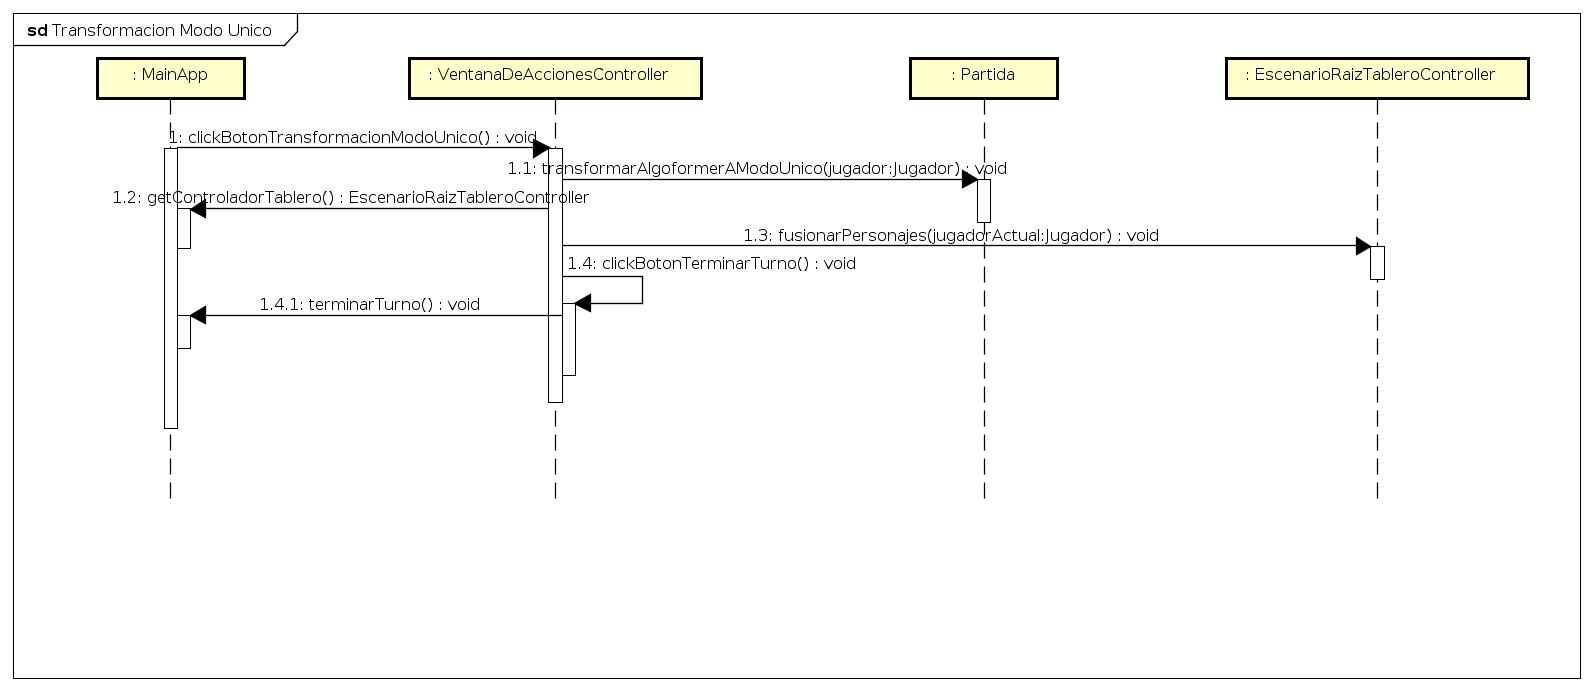 sd Transformacion Modo Unico
: MainApp
: VentanaDeAccionesController
: Partida
: EscenarioRaizTableroController
1: clickBotonTransformacionModoUnico() : void
1.1: transformarAlgoformerAModoUnico(jugador:Jugador) : void
1.2: getControladorTablero() : EscenarioRaizTableroController
1.3: fusionarPersonajes(jugadorActual:Jugador) : void
1.4: clickBotonTerminarTurno() : void
1.4.1: terminarTurno() : void